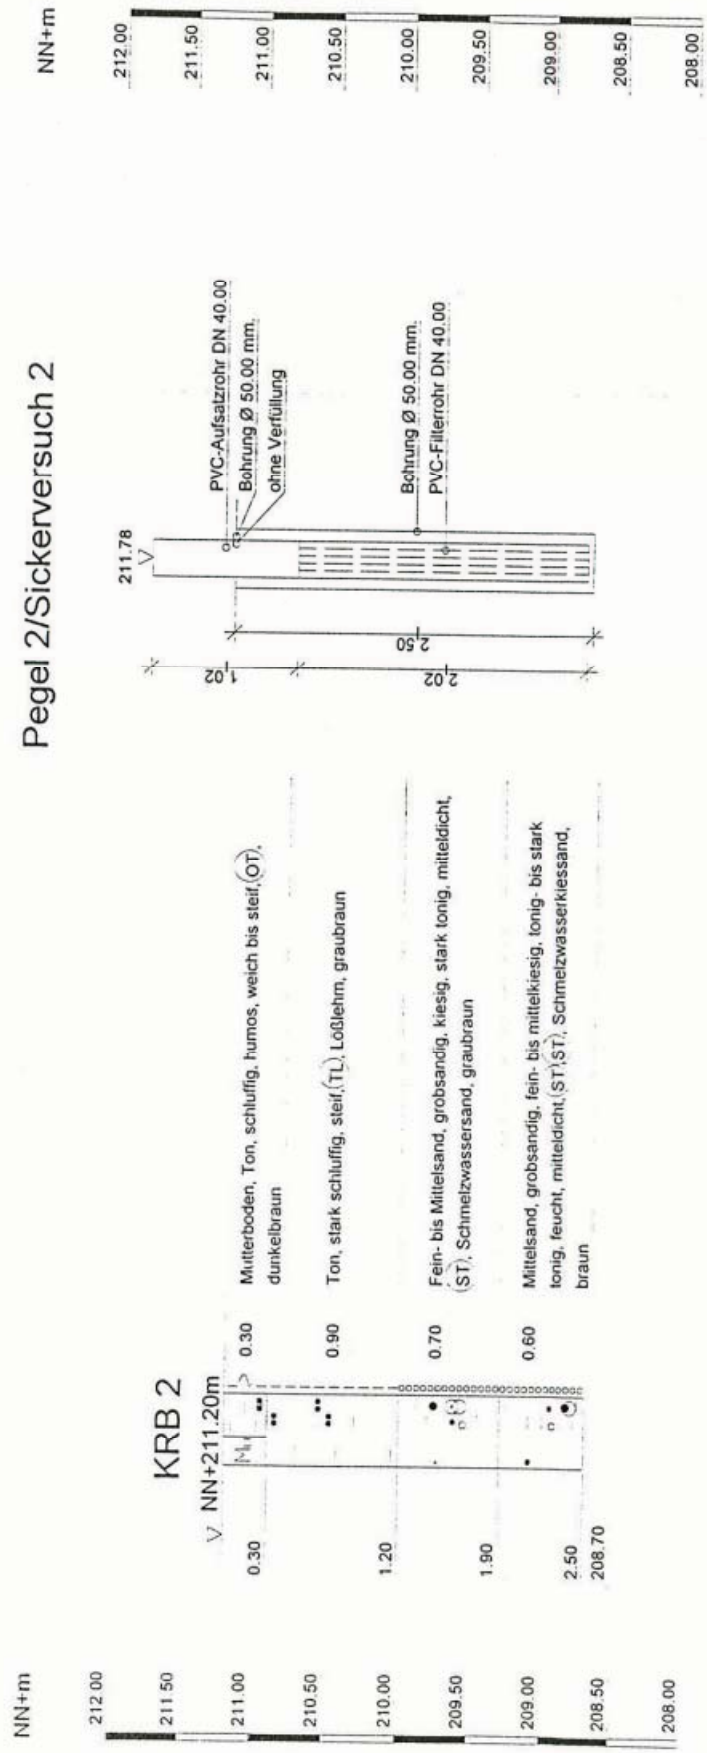 Pegel 2/Sickerversuch 2
NN+m
212.00
211.50
211.00
210.50
210.00
209.50
209.00
208.50
208.00
KRB 2
NN+211.20m
0.30
1.20
1.90
2.50
208.70
0.30
Mutterboden, Ton, schluffig, humos, weich bis steif,(OT),
dunkelbraun
0.90
Ton, stark schluffig, steif,(TL), Lößlehm, graubraun
0.70
Fein- bis Mittelsand, grobsandig, kiesig, stark tonig, mitteldicht,
(ST), Schmelzwassersand, graubraun
0.60
Mittelsand, grobsandig, fein- bis mittelkiesig, tonig- bis stark
tonig, feucht, mitteldicht,(ST),ST), Schmelzwasserkiessand,
braun
211.78
1.02
2.50
2.02
PVC-Aufsatzrohr DN 40.00
Bohrung Ø 50.00 mm.
ohne Verfüllung
Bohrung Ø 50.00 mm.
PVC-Filterrohr DN 40.00
NN+m
212.00
211.50
211.00
210.50
210.00
209.50
209.00
208.50
208.00